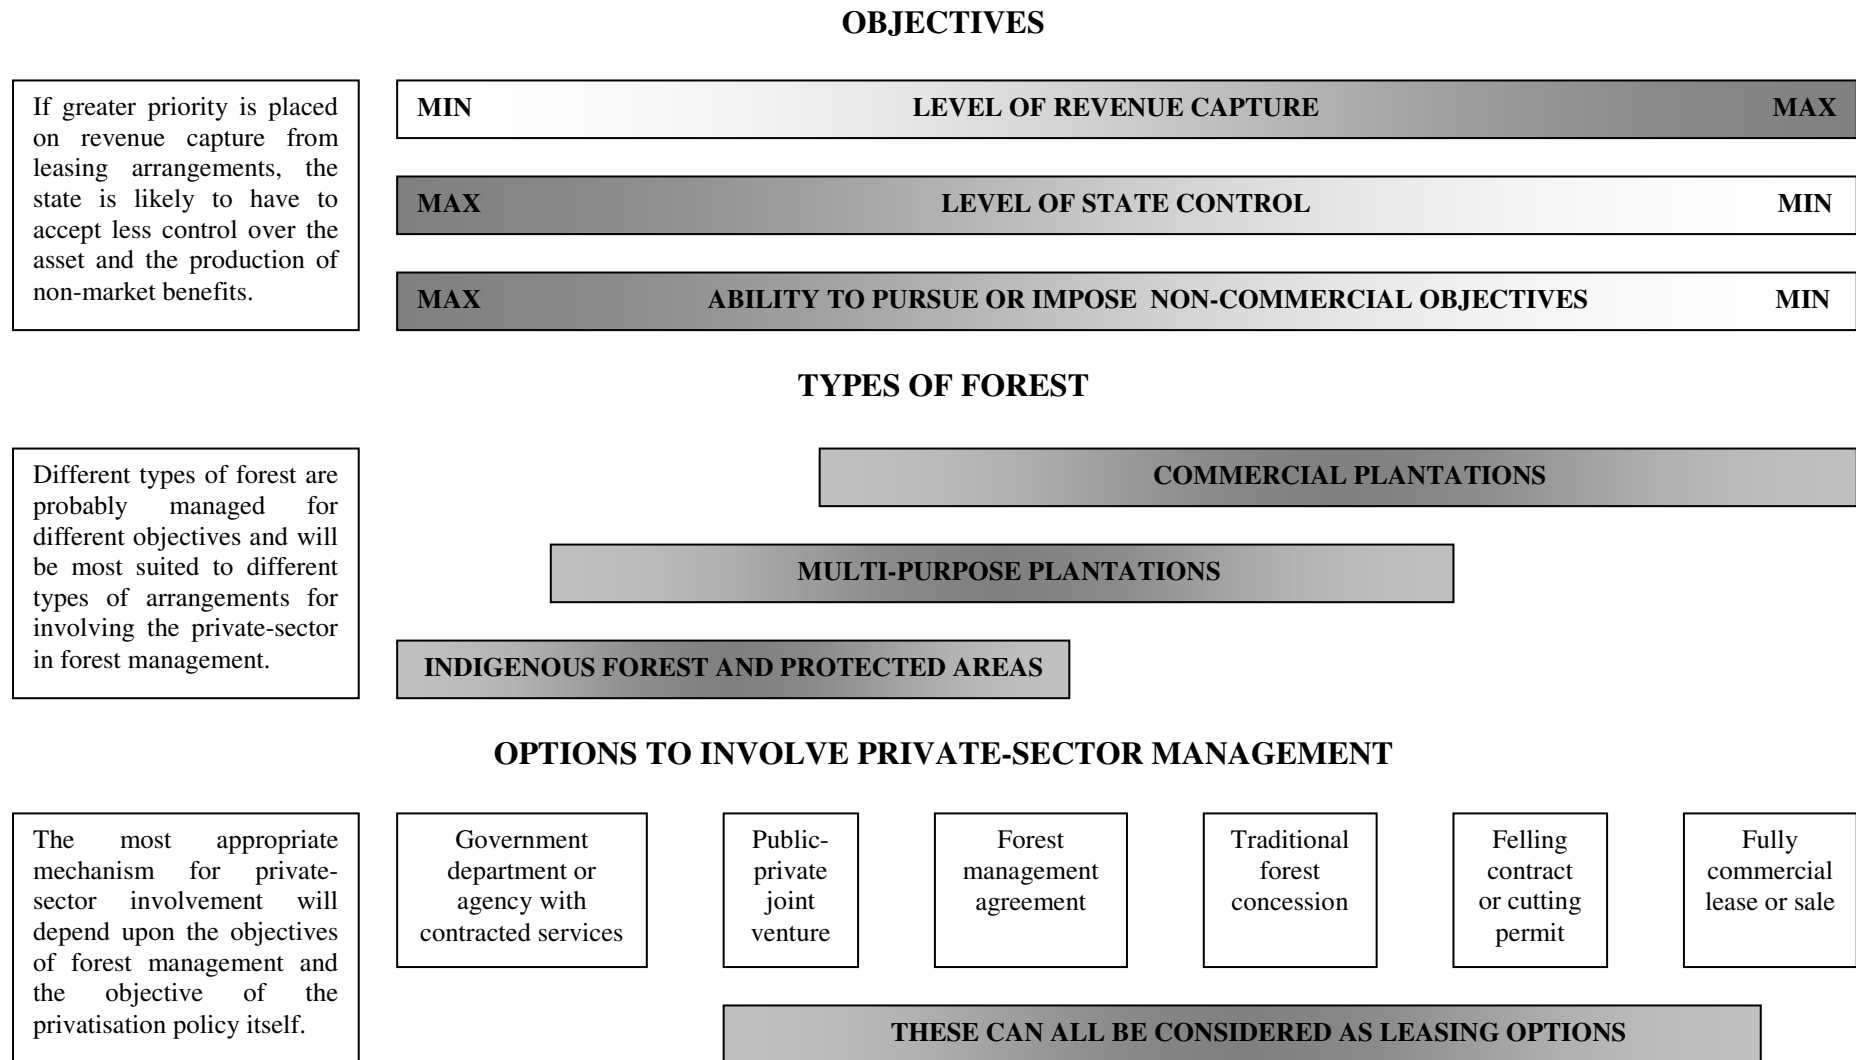 OBJECTIVES
If greater priority is placed
on revenue capture from
leasing arrangements, the
state is likely to have to
accept less control over the
asset and the production of
non-market benefits.
MIN LEVEL OF REVENUE CAPTURE MAX
MAX LEVEL OF STATE CONTROL MIN
MAX ABILITY TO PURSUE OR IMPOSE NON-COMMERCIAL OBJECTIVES MIN
TYPES OF FOREST
Different types of forest are
probably managed for
different objectives and will
be most suited to different
types of arrangements for
involving the private-sector
in forest management.
COMMERCIAL PLANTATIONS
MULTI-PURPOSE PLANTATIONS
INDIGENOUS FOREST AND PROTECTED AREAS
OPTIONS TO INVOLVE PRIVATE-SECTOR MANAGEMENT
The most appropriate
mechanism for private-
sector involvement will
depend upon the objectives
of forest management and
the objective of the
privatisation policy itself.
Government
department or
agency with
contracted services
Public-
private
joint
venture
Forest
management
agreement
Traditional
forest
concession
Felling
contract
or cutting
permit
Fully
commercial
lease or sale
THESE CAN ALL BE CONSIDERED AS LEASING OPTIONS